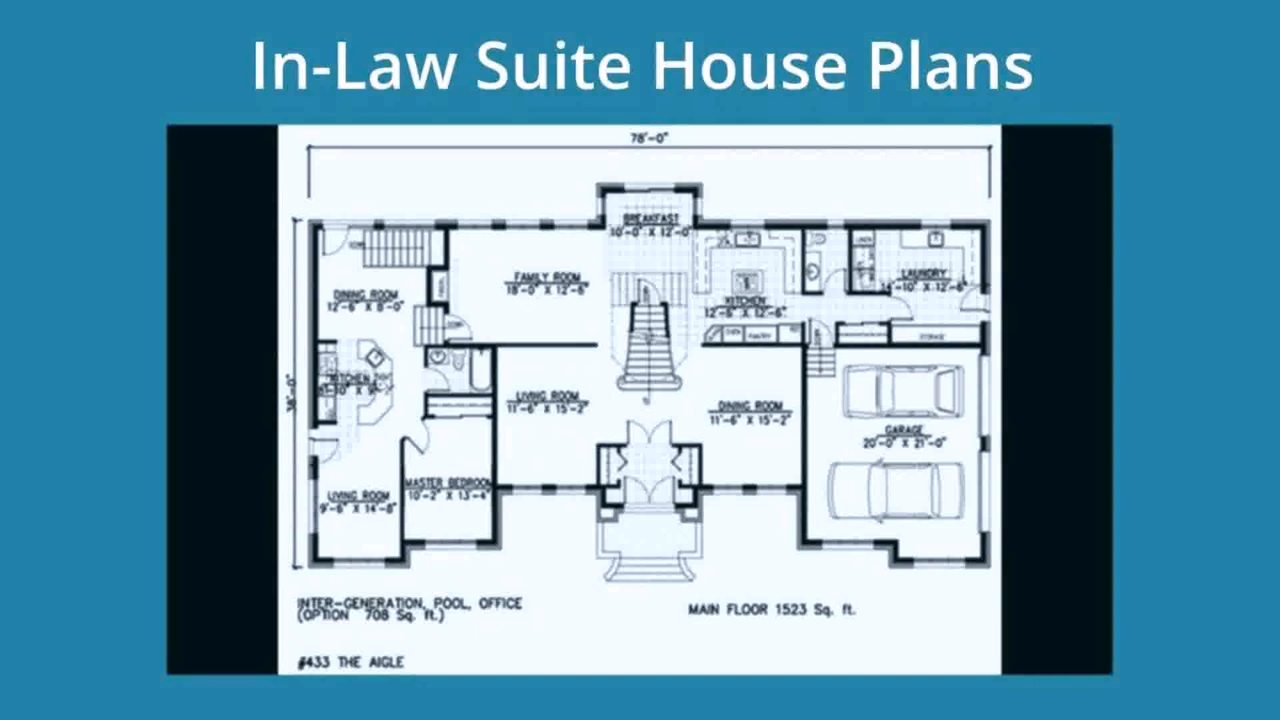 In-Law Suite House Plans
78'-0"
BREAKFAST
10'-0" X 12'-0"
FAMILY ROOM
18'-0" X 12'-6"
DINING ROOM
12'-6" X 8'-0"
LINEN
LAUNDRY
X 12'-6"
KITCHEN
12'-6" X 12'-6"
OVEN
PANTRY
STORAGE
KITCHEN
LIVING ROOM
11'-6" X 15'-2"
DINING ROOM
11'-6" X 15'-2"
GARAGE
20'-0" X 21'-0"
MASTER BEDROOM
10'-2" X 13'-4"
LIVING ROOM
9'-6" X 14'-8"
INTER-GENERATION, POOL, OFFICE
(OPTION 708 Sq. ft.)
MAIN FLOOR 1523 Sq. ft.
#433 THE AIGLE